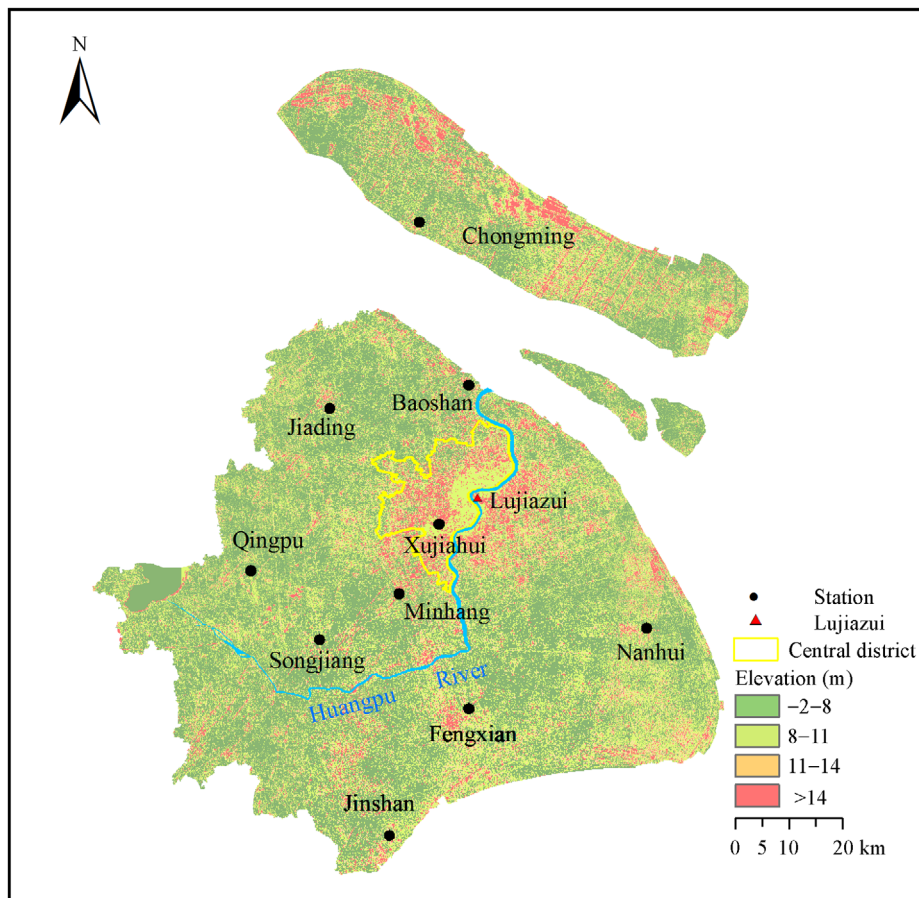 N
Chongming
Baoshan
Jiading
Lujiazui
Xujiahui
Qingpu
Minhang
Songjiang
Nanhui
Huangpu River
Fengxian
Jinshan
Station
Lujiazui
Central district
Elevation (m)
−2−8
8−11
11−14
>14
0 5 10 20 km